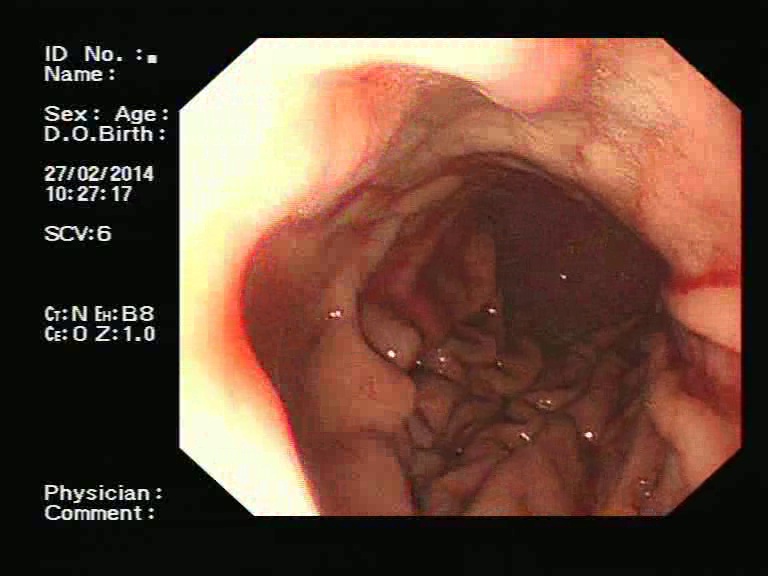 ID No. :
Name:
Sex: Age:
D.O.Birth:
27/02/2014
10:27:17
SCV:6
CT:N EH:B8
CE:0 Z:1.0
Physician:
Comment: